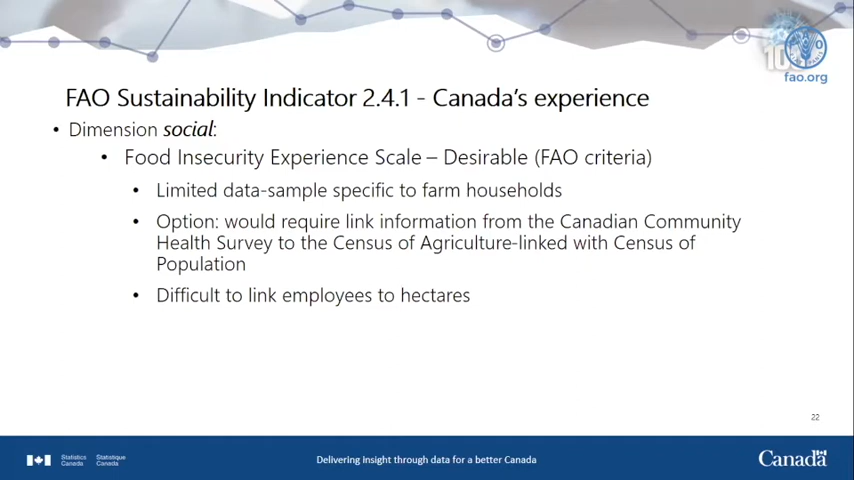 100
FAO
fao.org
FAO Sustainability Indicator 2.4.1 - Canada's experience
• Dimension social:
• Food Insecurity Experience Scale – Desirable (FAO criteria)
• Limited data-sample specific to farm households
• Option: would require link information from the Canadian Community
Health Survey to the Census of Agriculture-linked with Census of
Population
• Difficult to link employees to hectares
22
Statistics Canada
Statistique Canada
Delivering insight through data for a better Canada
Canada